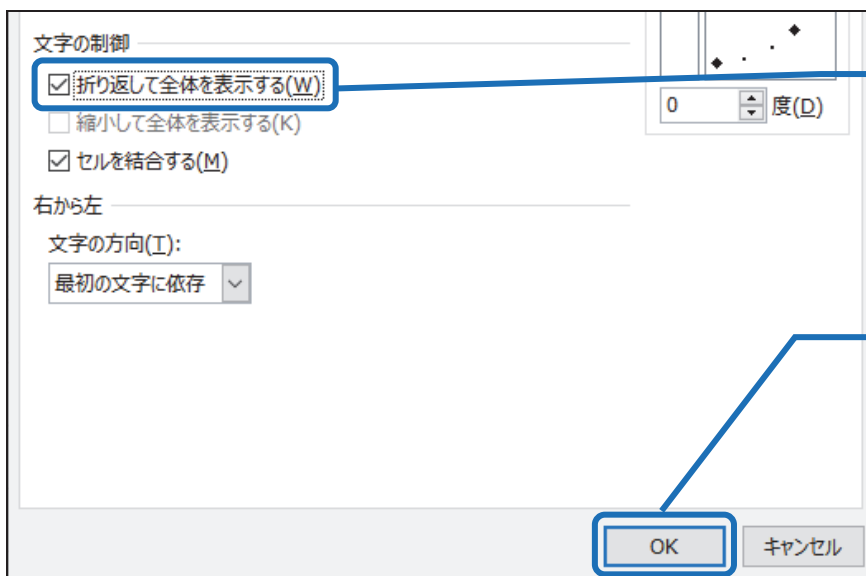 文字の制御
折り返して全体を表示する(W)
縮小して全体を表示する(K)
セルを結合する(M)
右から左
文字の方向(T):
最初の文字に依存
0 度(D)
OK キャンセル